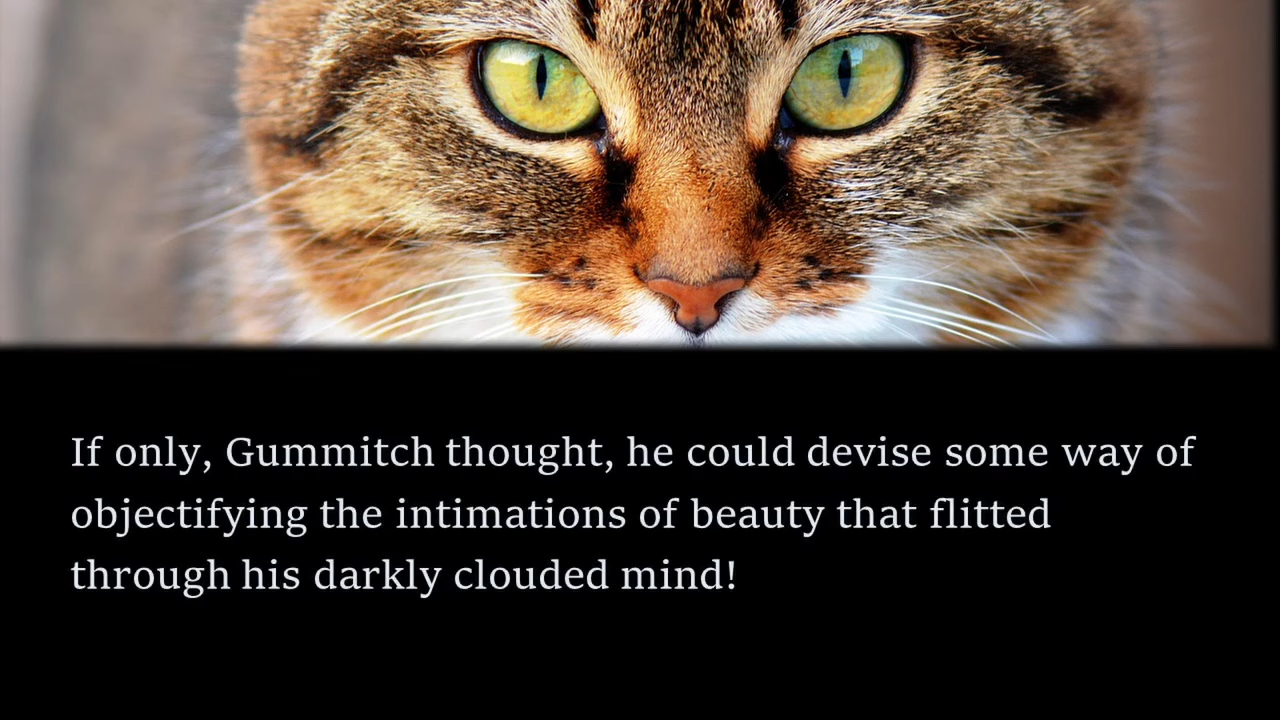 If only, Gummitch thought, he could devise some way of
objectifying the intimations of beauty that flitted
through his darkly clouded mind!